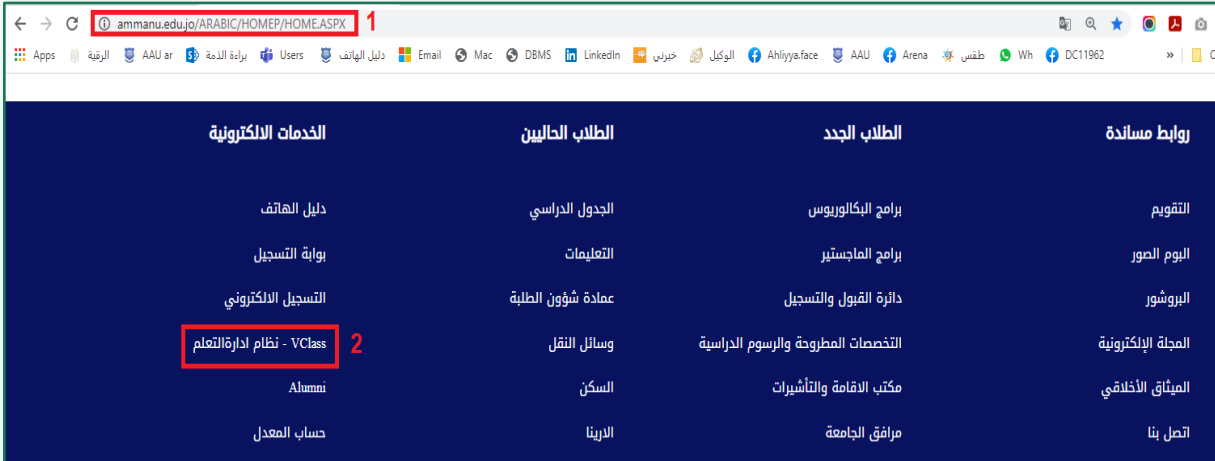 ammanu.edu.jo/ARABIC/HOMEP/HOME.ASPX 1
Apps الرقية AAU ar براءة الذمة Users دليل الهاتف Email Mac DBMS LinkedIn خبرني الوكيل Ahliyya.face AAU Arena طقس Wh DC11962 »
روابط مساندة
التقويم
البوم الصور
البروشور
المجلة الإلكترونية
الميثاق الأخلاقي
اتصل بنا
الطلاب الجدد
برامج البكالوريوس
برامج الماجستير
دائرة القبول والتسجيل
التخصصات المطروحة والرسوم الدراسية
مكتب الاقامة والتأشيرات
مرافق الجامعة
الطلاب الحاليين
الجدول الدراسي
التعليمات
عمادة شؤون الطلبة
وسائل النقل
السكن
الارينا
الخدمات الالكترونية
دليل الهاتف
بوابة التسجيل
التسجيل الالكتروني
VClass - نظام ادارةالتعلم 2
Alumni
حساب المعدل